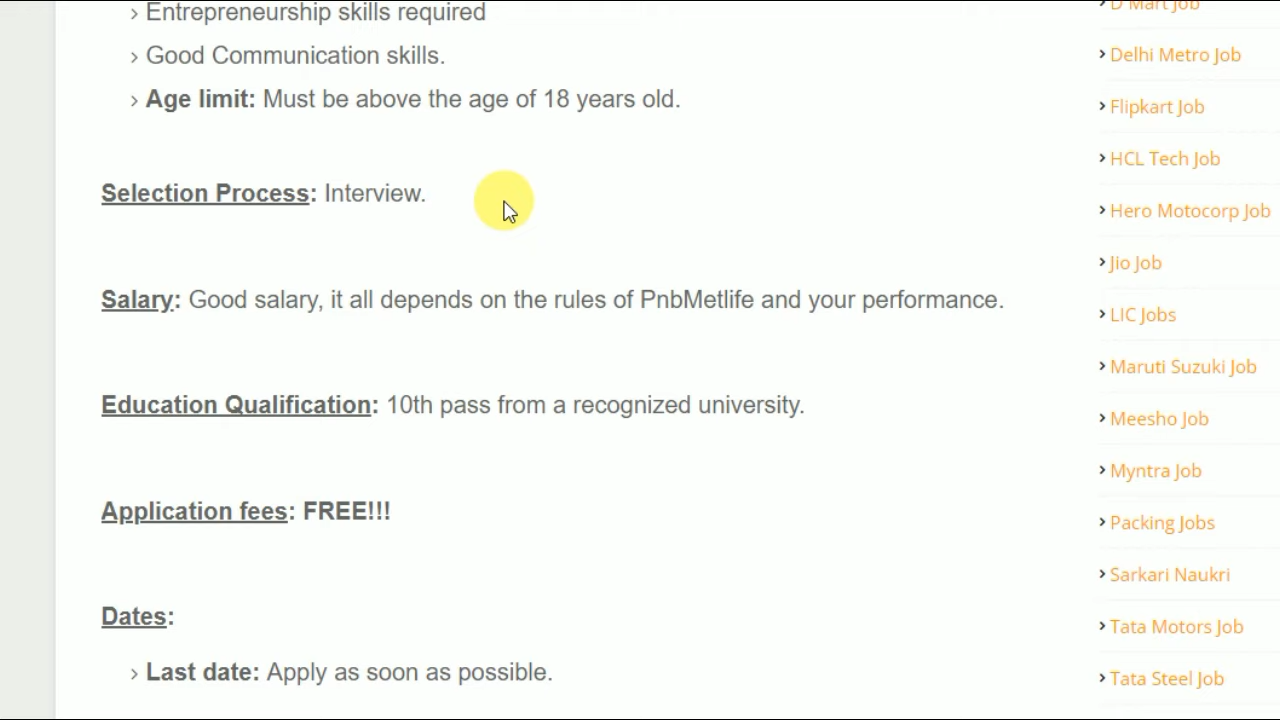 Entrepreneurship skills required
Good Communication skills.
Age limit: Must be above the age of 18 years old.
Selection Process: Interview.
Salary: Good salary, it all depends on the rules of PnbMetlife and your performance.
Education Qualification: 10th pass from a recognized university.
Application fees: FREE!!!
Dates:
Last date: Apply as soon as possible.
D Mart Job
Delhi Metro Job
Flipkart Job
HCL Tech Job
Hero Motocorp Job
Jio Job
LIC Jobs
Maruti Suzuki Job
Meesho Job
Myntra Job
Packing Jobs
Sarkari Naukri
Tata Motors Job
Tata Steel Job